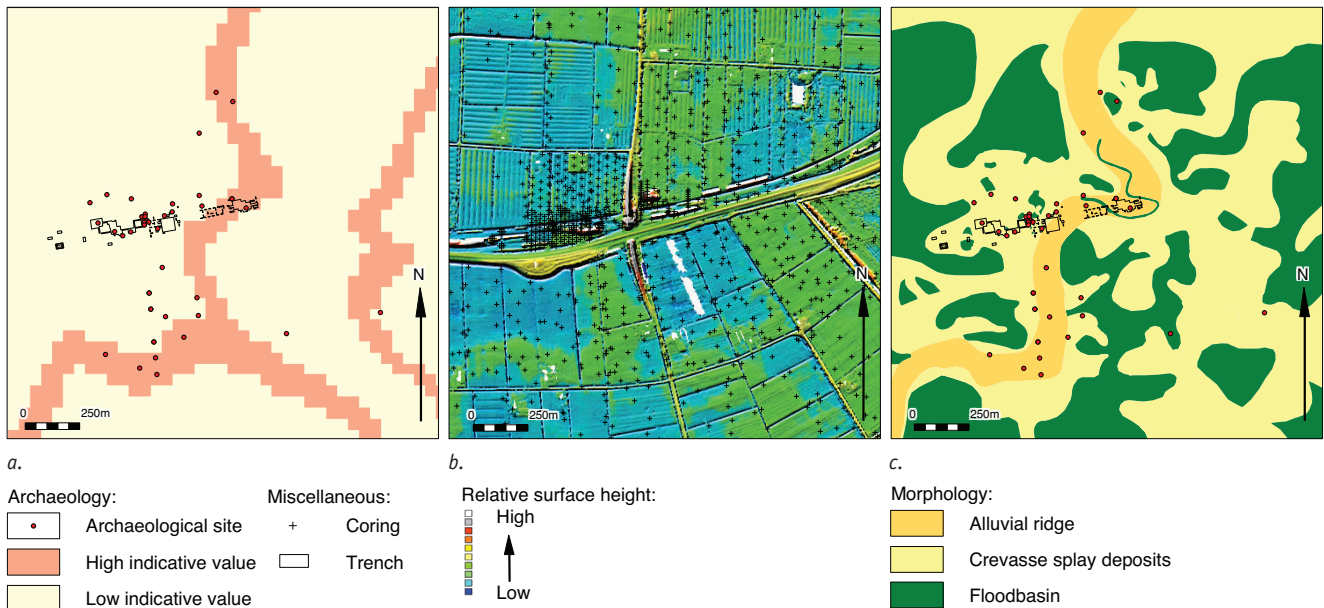 N
0 250m
N
0 250m
N
0 250m
a.
b.
c.
Archaeology:
Archaeological site
High indicative value
Low indicative value
Miscellaneous:
Coring
Trench
Relative surface height:
High
Low
Morphology:
Alluvial ridge
Crevasse splay deposits
Floodbasin